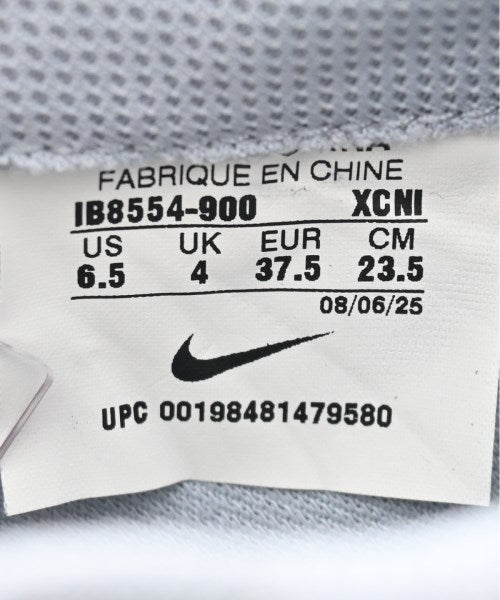 FABRIQUE EN CHINE
IB8554-900 XCNI
US UK EUR CM
6.5 4 37.5 23.5
08/06/25
UPC 00198481479580